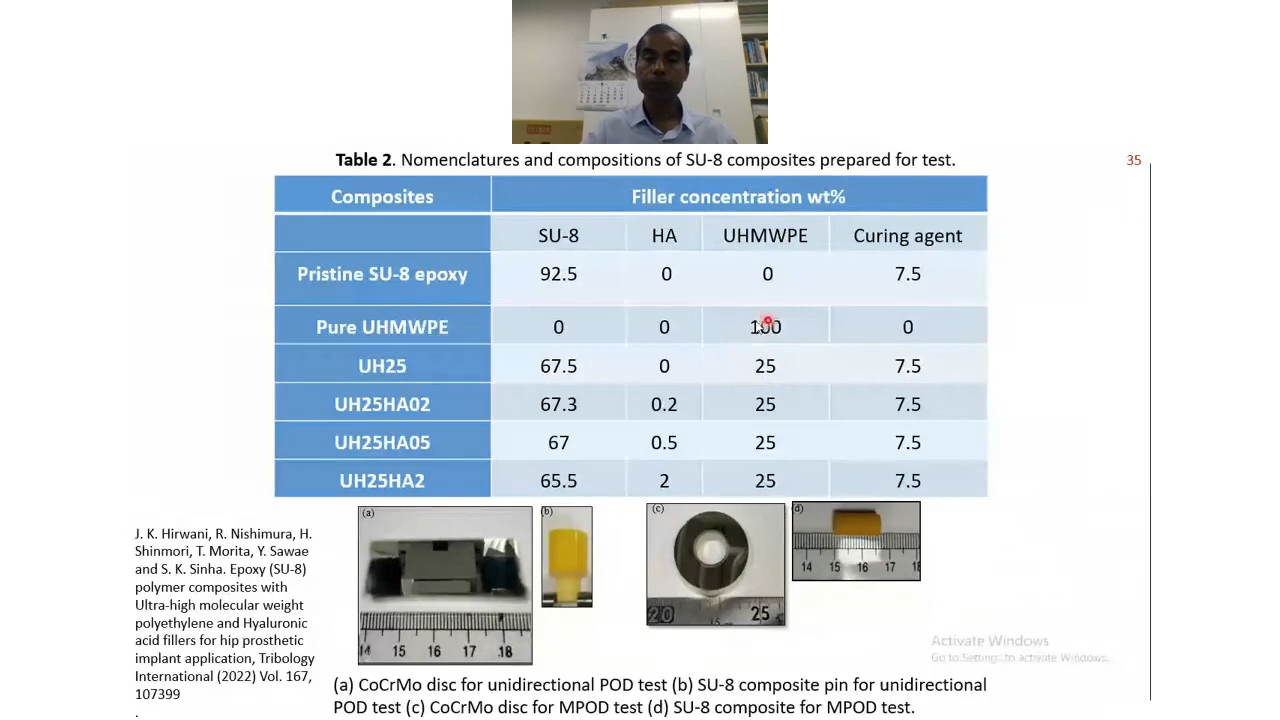 Table 2. Nomenclatures and compositions of SU-8 composites prepared for test.
35
Composites Filler concentration wt%
SU-8 HA UHMWPE Curing agent
Pristine SU-8 epoxy 92.5 0 0 7.5
Pure UHMWPE 0 0 100 0
UH25 67.5 0 25 7.5
UH25HA02 67.3 0.2 25 7.5
UH25HA05 67 0.5 25 7.5
UH25HA2 65.5 2 25 7.5
(a)
14 15 16 17 18
(b)
(c)
20 25
(d)
14 15 16 17 18
J. K. Hirwani, R. Nishimura, H.
Shinmori, T. Morita, Y. Sawae
and S. K. Sinha. Epoxy (SU-8)
polymer composites with
Ultra-high molecular weight
polyethylene and Hyaluronic
acid fillers for hip prosthetic
implant application, Tribology
International (2022) Vol. 167,
107399
.
Activate Windows
Go to Settings to activate Windows.
(a) CoCrMo disc for unidirectional POD test (b) SU-8 composite pin for unidirectional
POD test (c) CoCrMo disc for MPOD test (d) SU-8 composite for MPOD test.